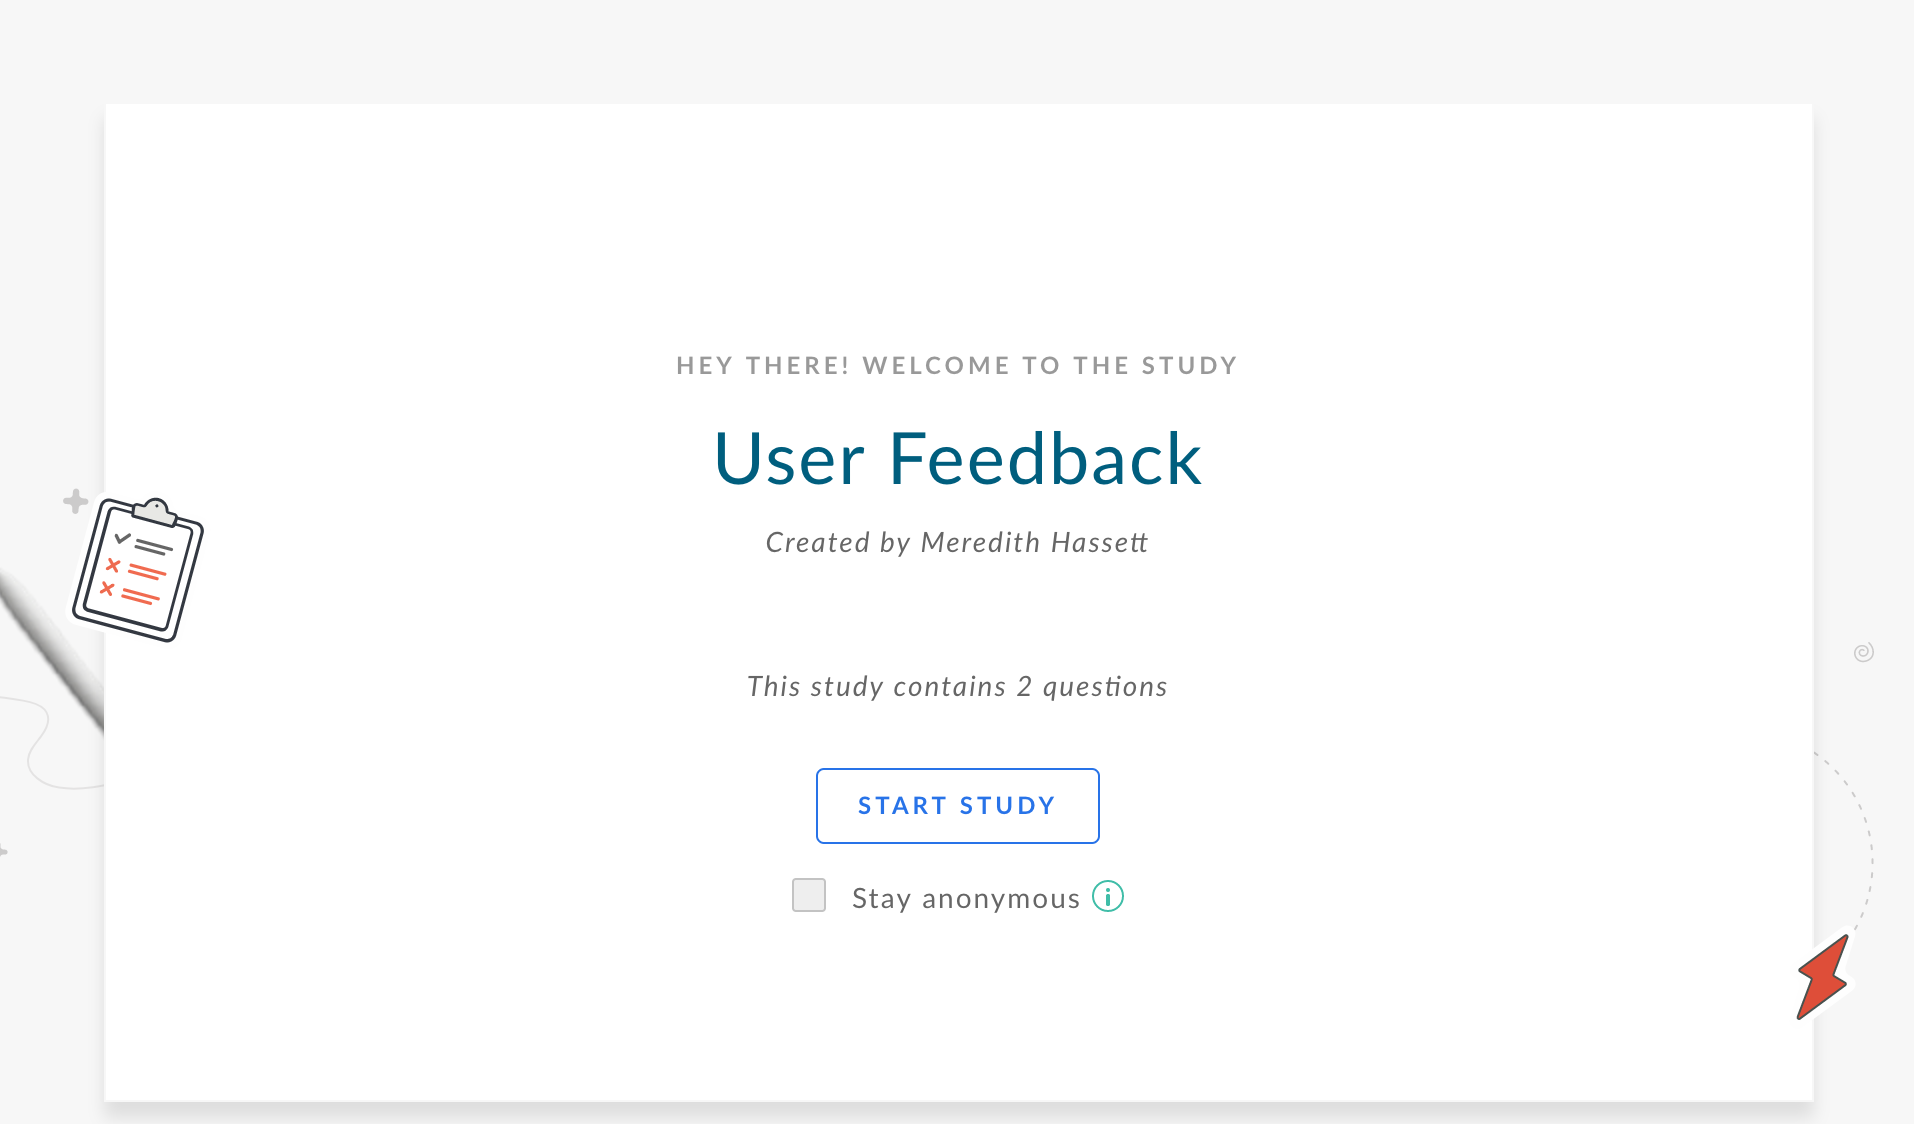 HEY THERE! WELCOME TO THE STUDY
User Feedback
Created by Meredith Hassett
This study contains 2 questions
START STUDY
Stay anonymous